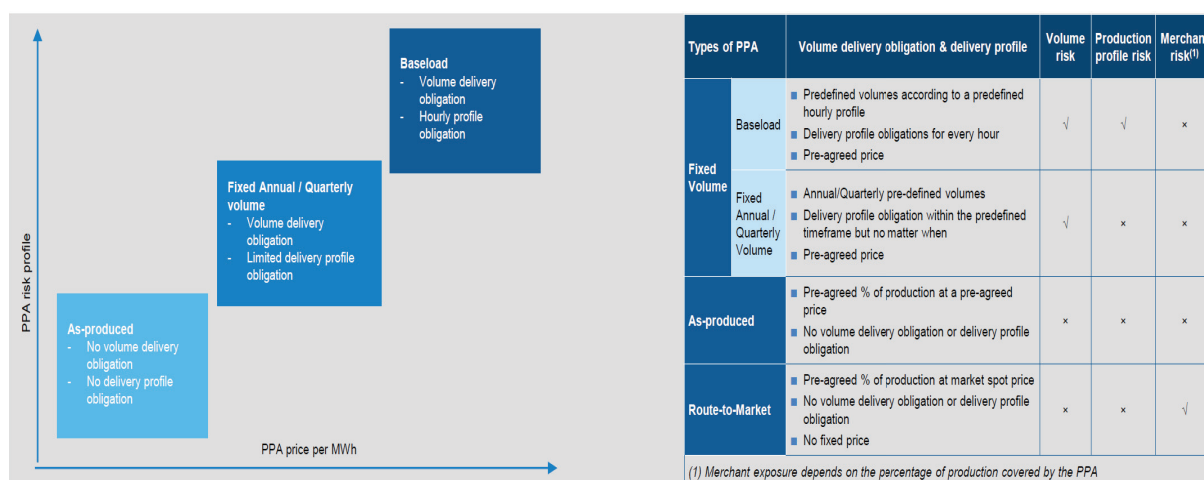 PPA risk profile
Baseload
- Volume delivery
obligation
- Hourly profile
obligation
Fixed Annual / Quarterly
volume
- Volume delivery
obligation
- Limited delivery profile
obligation
As-produced
- No volume delivery
obligation
- No delivery profile
obligation
PPA price per MWh
Types of PPA
Volume delivery obligation & delivery profile
Volume
risk
Production
profile risk
Merchan
risk(1)
Fixed
Volume
Baseload
■ Predefined volumes according to a predefined
hourly profile
■ Delivery profile obligations for every hour
■ Pre-agreed price
√ √ ×
Fixed
Annual /
Quarterly
Volume
■ Annual/Quarterly pre-defined volumes
■ Delivery profile obligation within the predefined
timeframe but no matter when
■ Pre-agreed price
√ × ×
As-produced
■ Pre-agreed % of production at a pre-agreed
price
■ No volume delivery obligation or delivery profile
obligation
× × ×
Route-to-Market
■ Pre-agreed % of production at market spot price
■ No volume delivery obligation or delivery profile
obligation
■ No fixed price
× × √
(1) Merchant exposure depends on the percentage of production covered by the PPA